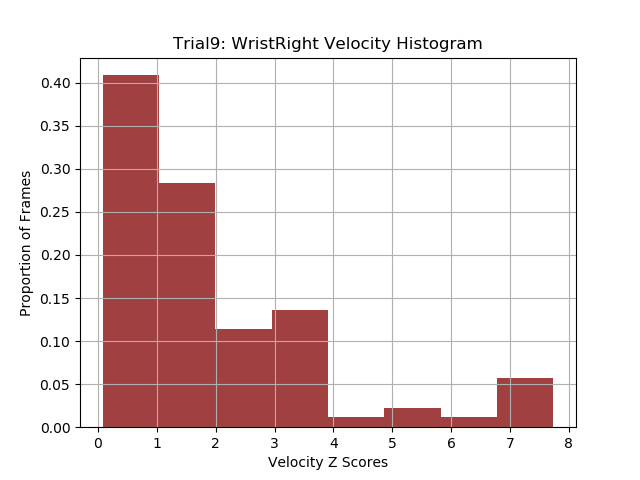 Trial9: WristRight Velocity Histogram
0.40
0.35
0.30
0.25
0.20
0.15
0.10
0.05
0.00
Proportion of Frames
0 1 2 3 4 5 6 7 8
Velocity Z Scores